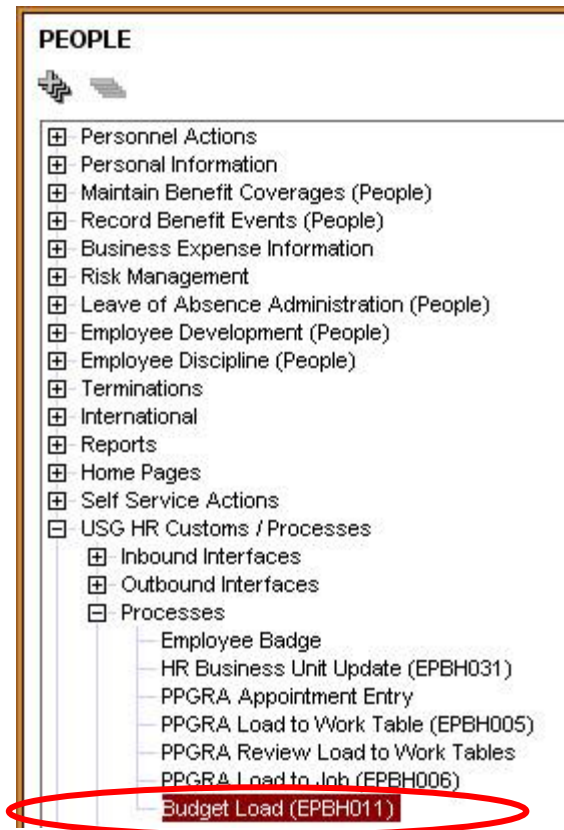 PEOPLE
Personnel Actions
Personal Information
Maintain Benefit Coverages (People)
Record Benefit Events (People)
Business Expense Information
Risk Management
Leave of Absence Administration (People)
Employee Development (People)
Employee Discipline (People)
Terminations
International
Reports
Home Pages
Self Service Actions
USG HR Customs / Processes
Inbound Interfaces
Outbound Interfaces
Processes
Employee Badge
HR Business Unit Update (EPBH031)
PPGRA Appointment Entry
PPGRA Load to Work Table (EPBH005)
PPGRA Review Load to Work Tables
PPGRA Load to Job (EPBH006)
Budget Load (EPBH011)